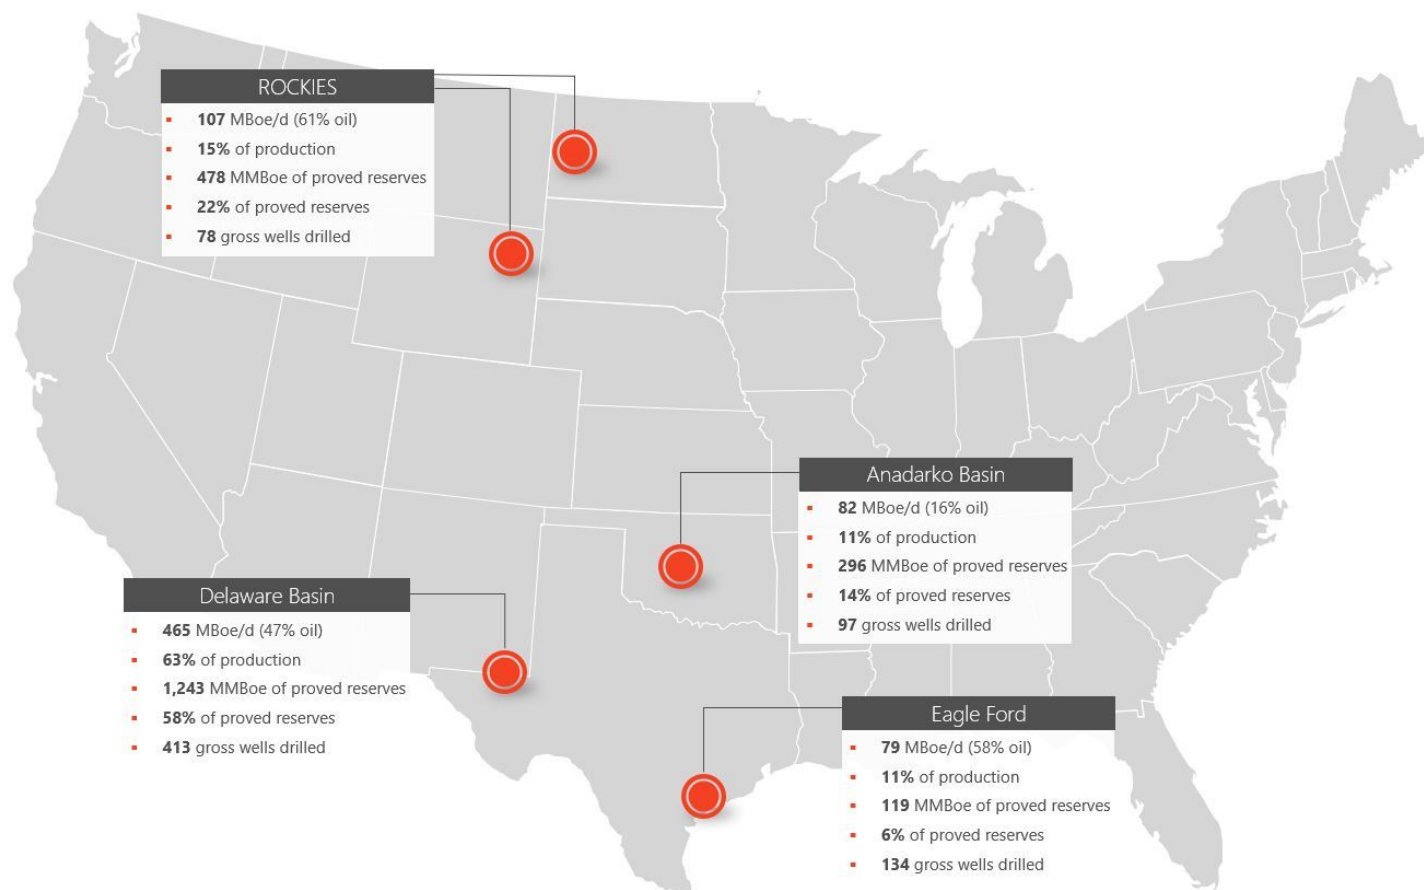 ROCKIES
107 MBoe/d (61% oil)
15% of production
478 MMBoe of proved reserves
22% of proved reserves
78 gross wells drilled
Anadarko Basin
82 MBoe/d (16% oil)
11% of production
296 MMBoe of proved reserves
14% of proved reserves
97 gross wells drilled
Delaware Basin
465 MBoe/d (47% oil)
63% of production
1,243 MMBoe of proved reserves
58% of proved reserves
413 gross wells drilled
Eagle Ford
79 MBoe/d (58% oil)
11% of production
119 MMBoe of proved reserves
6% of proved reserves
134 gross wells drilled